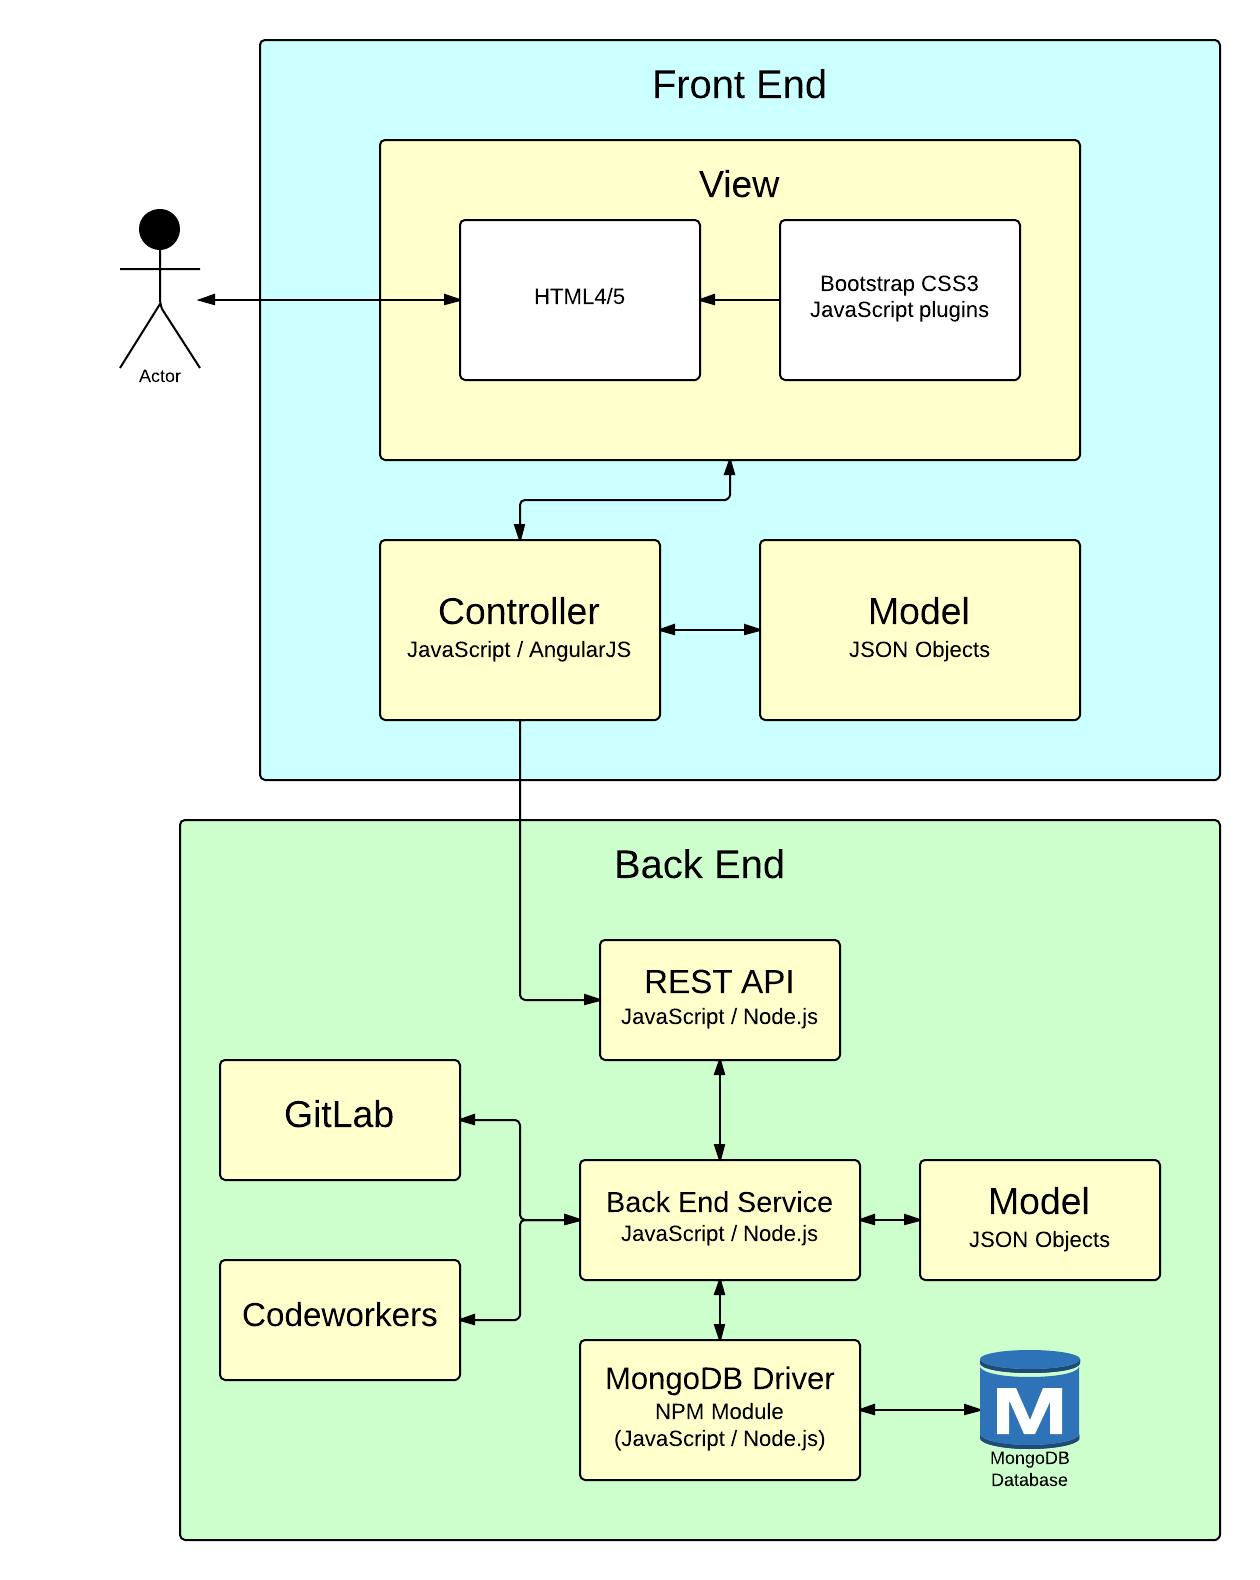 Front End
View
HTML4/5
Bootstrap CSS3
JavaScript plugins
Actor
Controller
JavaScript / AngularJS
Model
JSON Objects
Back End
REST API
JavaScript / Node.js
GitLab
Back End Service
JavaScript / Node.js
Model
JSON Objects
Codeworkers
MongoDB Driver
NPM Module
(JavaScript / Node.js)
M
MongoDB
Database